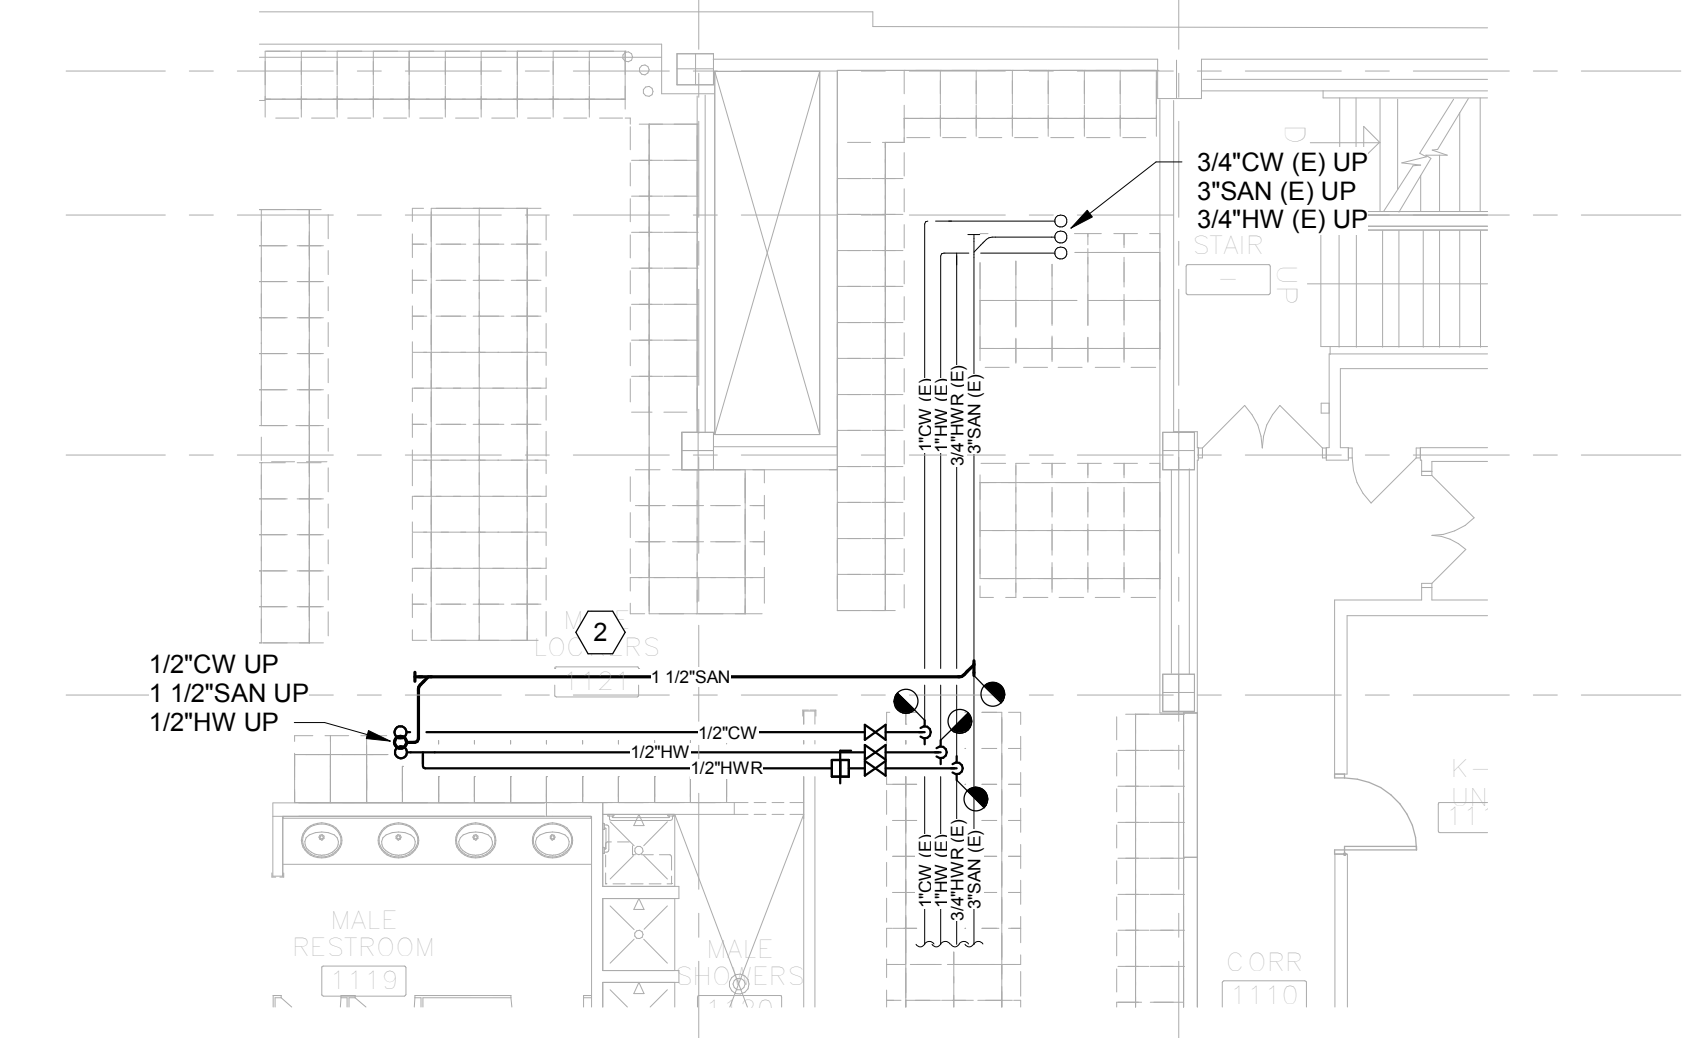 D
3/4"CW (E) UP
3"SAN (E) UP
3/4"HW (E) UP
STAIR
—
UP
1"CW (E)
1"HW (E)
3/4"HWR (E)
3"SAN (E)
2
LOCKERS
1121
1/2"CW UP
1 1/2"SAN UP
1/2"HW UP
1 1/2"SAN
1/2"CW
1/2"HW
1/2"HWR
K-
UN
1"CW (E)
1"HW (E)
3/4"HWR (E)
3"SAN (E)
MALE
RESTROOM
1119
MALE
SHOWERS
CORR
1110